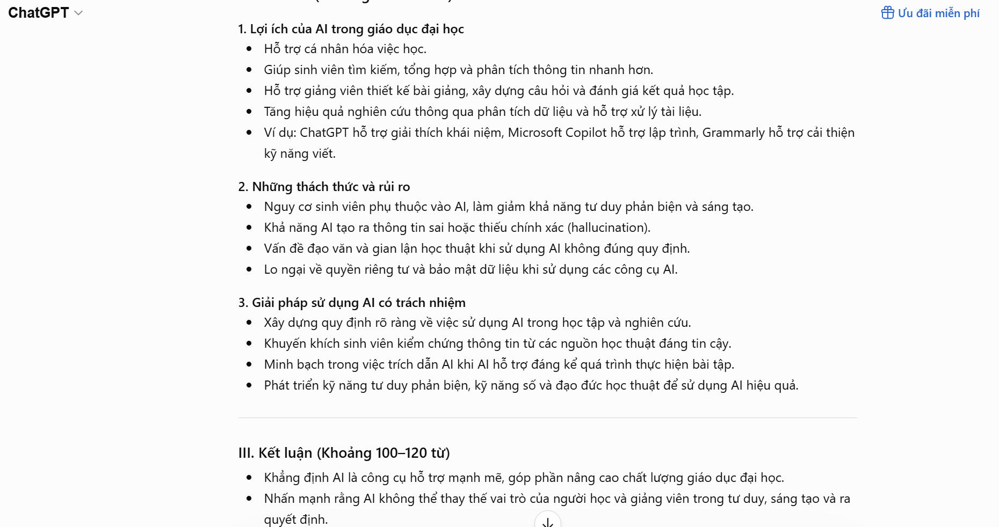 ChatGPT
Ưu đãi miễn phí
1. Lợi ích của AI trong giáo dục đại học
Hỗ trợ cá nhân hóa việc học.
Giúp sinh viên tìm kiếm, tổng hợp và phân tích thông tin nhanh hơn.
Hỗ trợ giảng viên thiết kế bài giảng, xây dựng câu hỏi và đánh giá kết quả học tập.
Tăng hiệu quả nghiên cứu thông qua phân tích dữ liệu và hỗ trợ xử lý tài liệu.
Ví dụ: ChatGPT hỗ trợ giải thích khái niệm, Microsoft Copilot hỗ trợ lập trình, Grammarly hỗ trợ cải thiện
kỹ năng viết.
2. Những thách thức và rủi ro
Nguy cơ sinh viên phụ thuộc vào AI, làm giảm khả năng tư duy phản biện và sáng tạo.
Khả năng AI tạo ra thông tin sai hoặc thiếu chính xác (hallucination).
Vấn đề đạo văn và gian lận học thuật khi sử dụng AI không đúng quy định.
Lo ngại về quyền riêng tư và bảo mật dữ liệu khi sử dụng các công cụ AI.
3. Giải pháp sử dụng AI có trách nhiệm
Xây dựng quy định rõ ràng về việc sử dụng AI trong học tập và nghiên cứu.
Khuyến khích sinh viên kiểm chứng thông tin từ các nguồn học thuật đáng tin cậy.
Minh bạch trong việc trích dẫn AI khi AI hỗ trợ đáng kể quá trình thực hiện bài tập.
Phát triển kỹ năng tư duy phản biện, kỹ năng số và đạo đức học thuật để sử dụng AI hiệu quả.
III. Kết luận (Khoảng 100–120 từ)
Khẳng định AI là công cụ hỗ trợ mạnh mẽ, góp phần nâng cao chất lượng giáo dục đại học.
Nhấn mạnh rằng AI không thể thay thế vai trò của người học và giảng viên trong tư duy, sáng tạo và ra
quyết định.